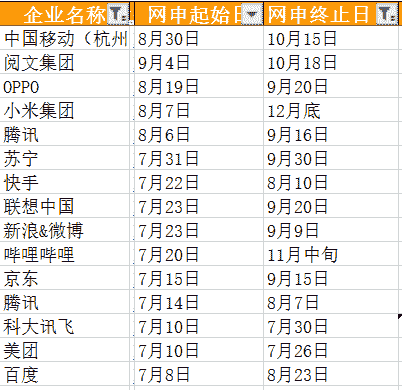 企业名称 网申起始日 网申终止日
中国移动（杭州 8月30日 10月15日
阅文集团 9月4日 10月18日
OPPO 8月19日 9月20日
小米集团 8月7日 12月底
腾讯 8月6日 9月16日
苏宁 7月31日 9月30日
快手 7月22日 8月10日
联想中国 7月23日 9月20日
新浪&微博 7月23日 9月9日
哔哩哔哩 7月20日 11月中旬
京东 7月15日 9月15日
腾讯 7月14日 8月7日
科大讯飞 7月10日 7月30日
美团 7月10日 7月26日
百度 7月8日 8月23日